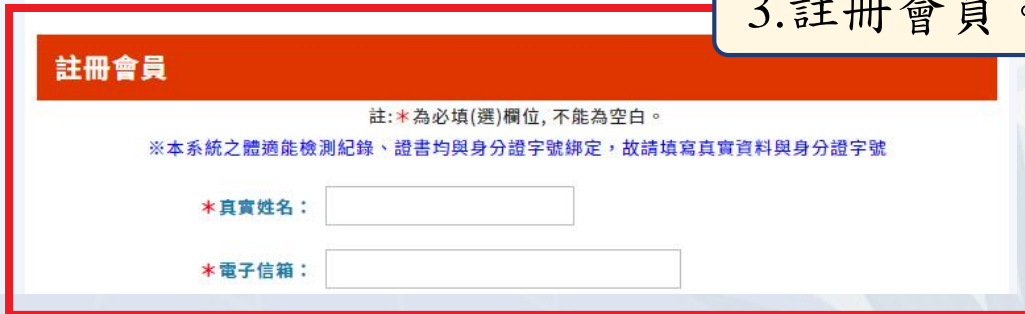 3.註冊會員。
註冊會員
註:*為必填(選)欄位, 不能為空白。
※本系統之體適能檢測紀錄、證書均與身分證字號綁定，故請填寫真實資料與身分證字號
*真實姓名：
*電子信箱：